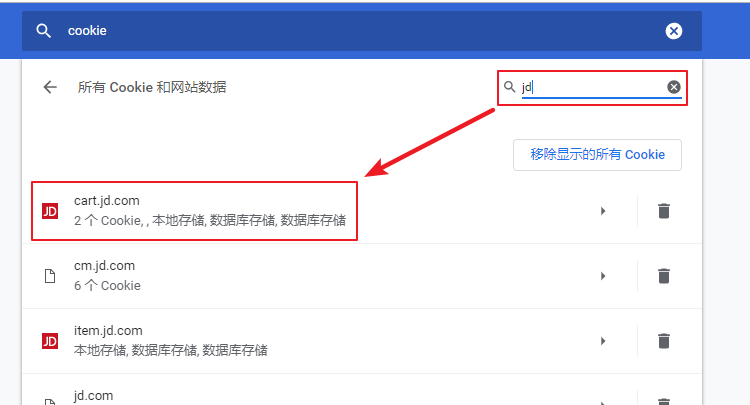 cookie
所有 Cookie 和网站数据
jd
移除显示的所有 Cookie
JD
cart.jd.com
2 个 Cookie, , 本地存储, 数据库存储, 数据库存储
cm.jd.com
6 个 Cookie
JD
item.jd.com
本地存储, 数据库存储, 数据库存储
jd.com